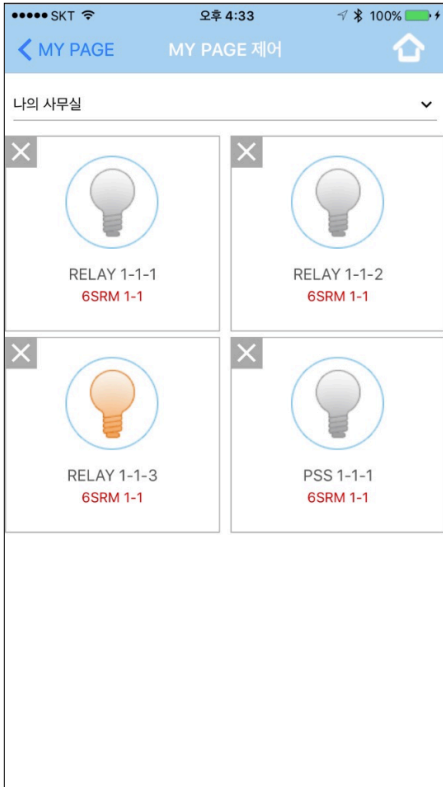 SKT 오후 4:33 100%
MY PAGE MY PAGE 제어
나의 사무실
RELAY 1-1-1
6SRM 1-1
RELAY 1-1-2
6SRM 1-1
RELAY 1-1-3
6SRM 1-1
PSS 1-1-1
6SRM 1-1